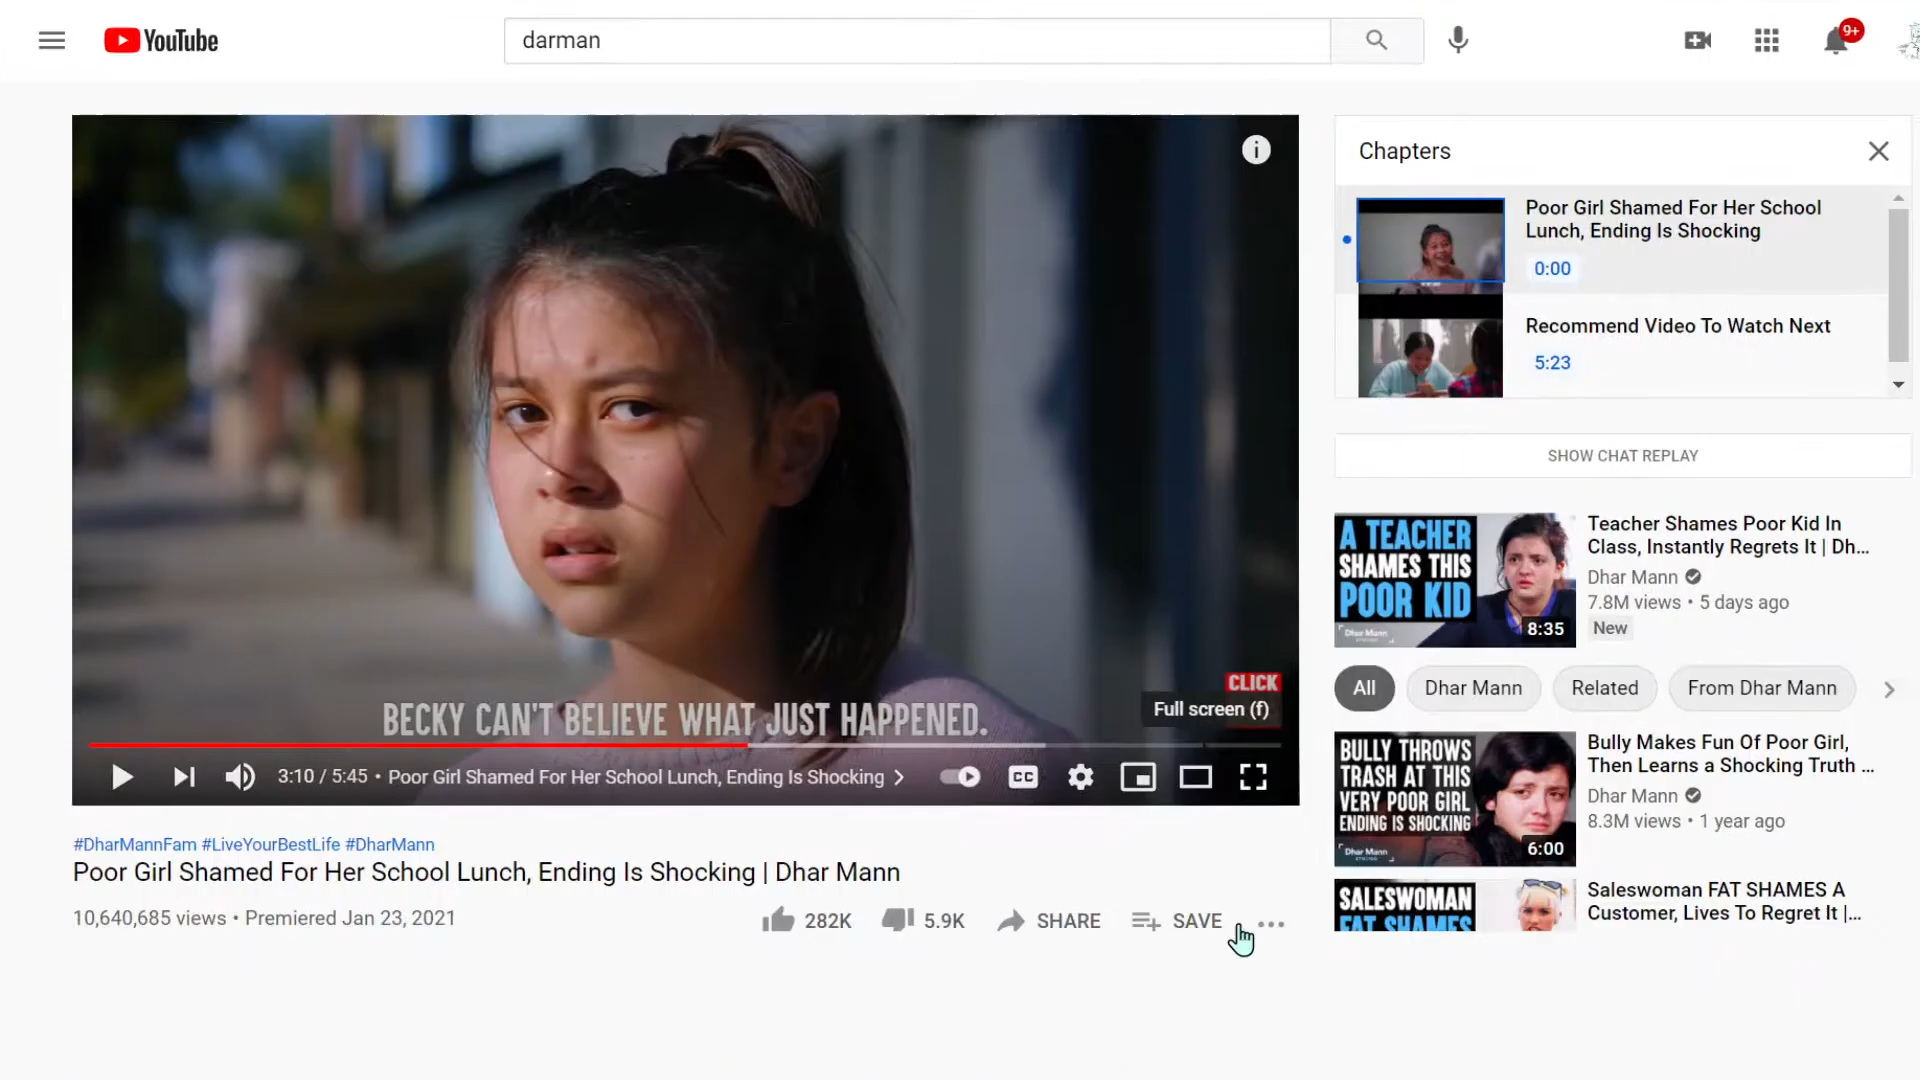 YouTube
darman
9+
BECKY CAN'T BELIEVE WHAT JUST HAPPENED.
CLICK
Full screen (f)
3:10 / 5:45 • Poor Girl Shamed For Her School Lunch, Ending Is Shocking
CC
#DharMannFam #LiveYourBestLife #DharMann
Poor Girl Shamed For Her School Lunch, Ending Is Shocking | Dhar Mann
10,640,685 views • Premiered Jan 23, 2021
282K
5.9K
SHARE
SAVE
Chapters
Poor Girl Shamed For Her School
Lunch, Ending Is Shocking
0:00
Recommend Video To Watch Next
5:23
SHOW CHAT REPLAY
A TEACHER
SHAMES THIS
POOR KID
Dhar Mann
8:35
Teacher Shames Poor Kid In
Class, Instantly Regrets It | Dh...
Dhar Mann
7.8M views • 5 days ago
New
All
Dhar Mann
Related
From Dhar Mann
BULLY THROWS
TRASH AT THIS
VERY POOR GIRL
ENDING IS SHOCKING
Dhar Mann
6:00
Bully Makes Fun Of Poor Girl,
Then Learns a Shocking Truth ...
Dhar Mann
8.3M views • 1 year ago
SALESWOMAN
FAT SHAMES
Saleswoman FAT SHAMES A
Customer, Lives To Regret It |...